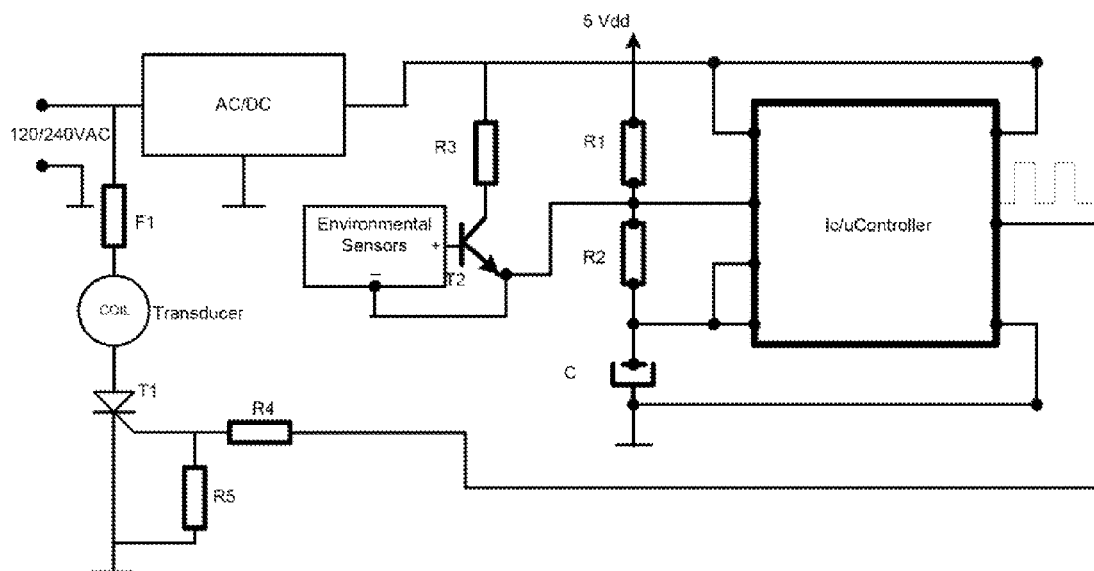 5 Vdd
AC/DC
120/240VAC
R3
R1
F1
Environmental
Sensors
+
–
T2
R2
Ic/uController
COIL
Transducer
C
T1
R4
R5